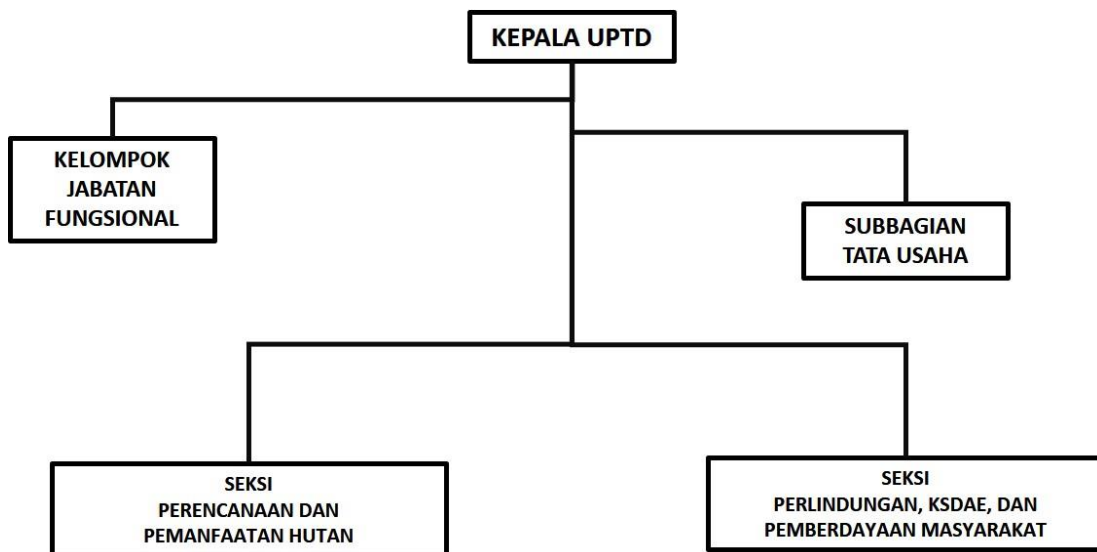 KEPALA UPTD
KELOMPOK
JABATAN
FUNGSIONAL
SUBBAGIAN
TATA USAHA
SEKSI
PERENCANAAN DAN
PEMANFAATAN HUTAN
SEKSI
PERLINDUNGAN, KSDAE, DAN
PEMBERDAYAAN MASYARAKAT